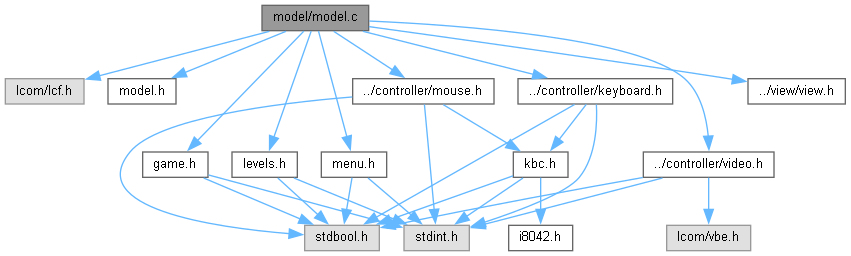 model/model.c
lcom/lcf.h
model.h
../controller/mouse.h
../controller/keyboard.h
../view/view.h
game.h
levels.h
menu.h
kbc.h
../controller/video.h
stdbool.h
stdint.h
i8042.h
lcom/vbe.h